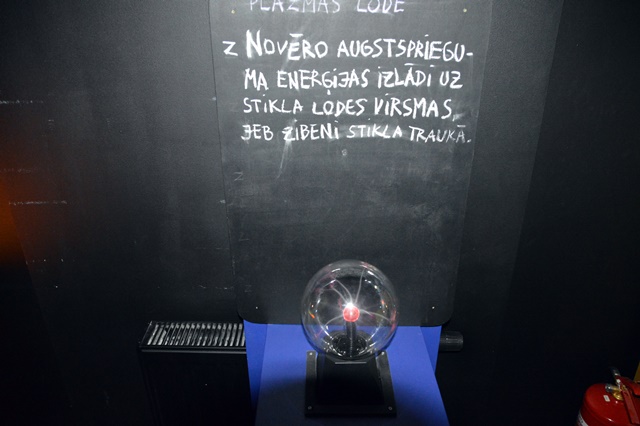 PLAZMAS LODE
Z NOVĒRO AUGSTSPRIEGU-
MA ENERĢIJAS IZLĀDI UZ
STIKLA LODES VIRSMAS,
JEB ZIBENI STIKLA TRAUKĀ.